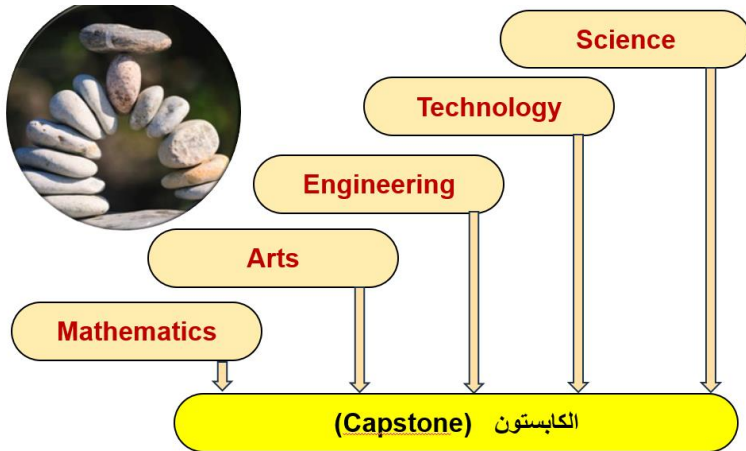 Science
Technology
Engineering
Arts
Mathematics
الكابستون (Capstone)